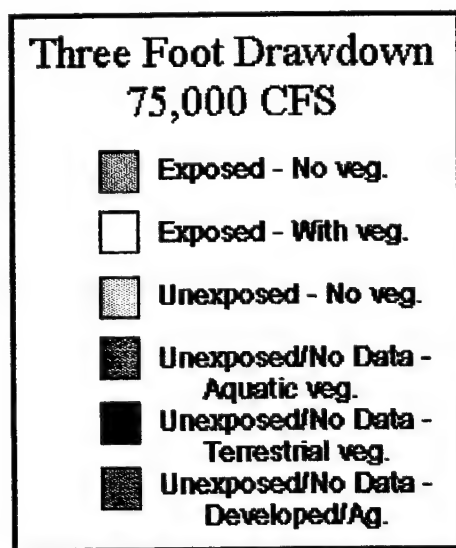 Three Foot Drawdown
75,000 CFS
Exposed - No veg.
Exposed - With veg.
Unexposed - No veg.
Unexposed/No Data -
Aquatic veg.
Unexposed/No Data -
Terrestrial veg.
Unexposed/No Data -
Developed/Ag.